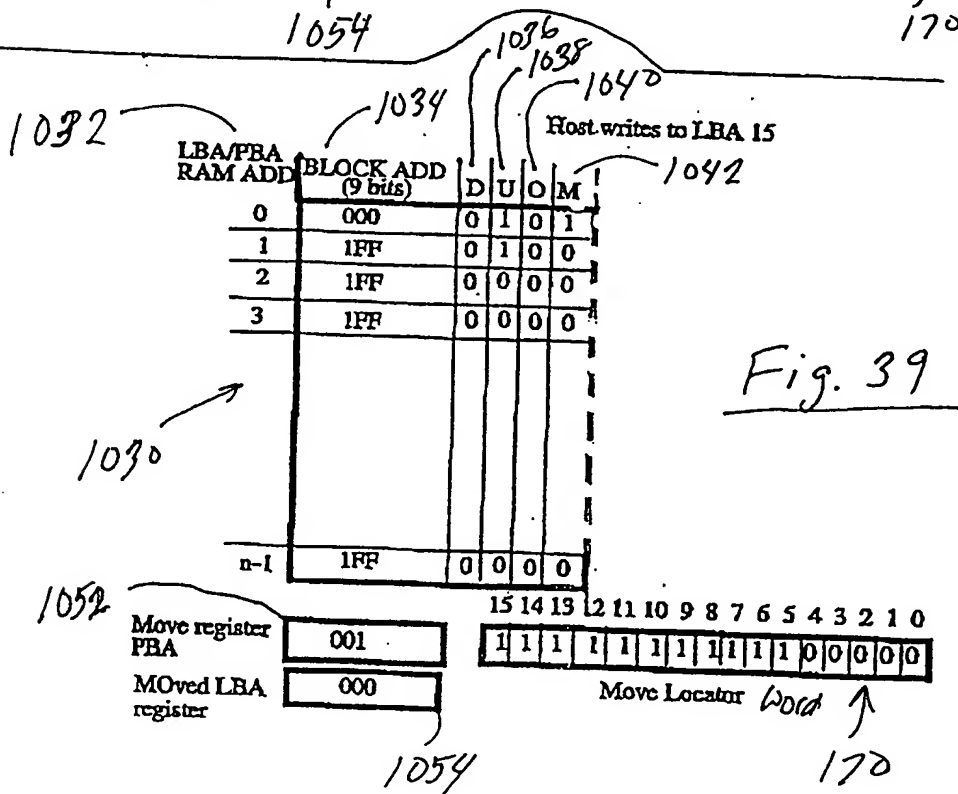 1054 170
1036
1038
1040
1032 1034 Host writes to LBA 15
LBA/PBA BLOCK ADD 1042
RAM ADD (9 bits) D U O M
0 000 0 1 0 1
1 1FF 0 1 0 0
2 1FF 0 0 0 0
3 1FF 0 0 0 0
Fig. 39
1030
n-1 1FF 0 0 0 0
1052 15 14 13 12 11 10 9 8 7 6 5 4 3 2 1 0
Move register PBA 001 1 1 1 1 1 1 1 1 1 1 1 0 0 0 0 0
MOved LBA register 000 Move Locator Word
1054 170